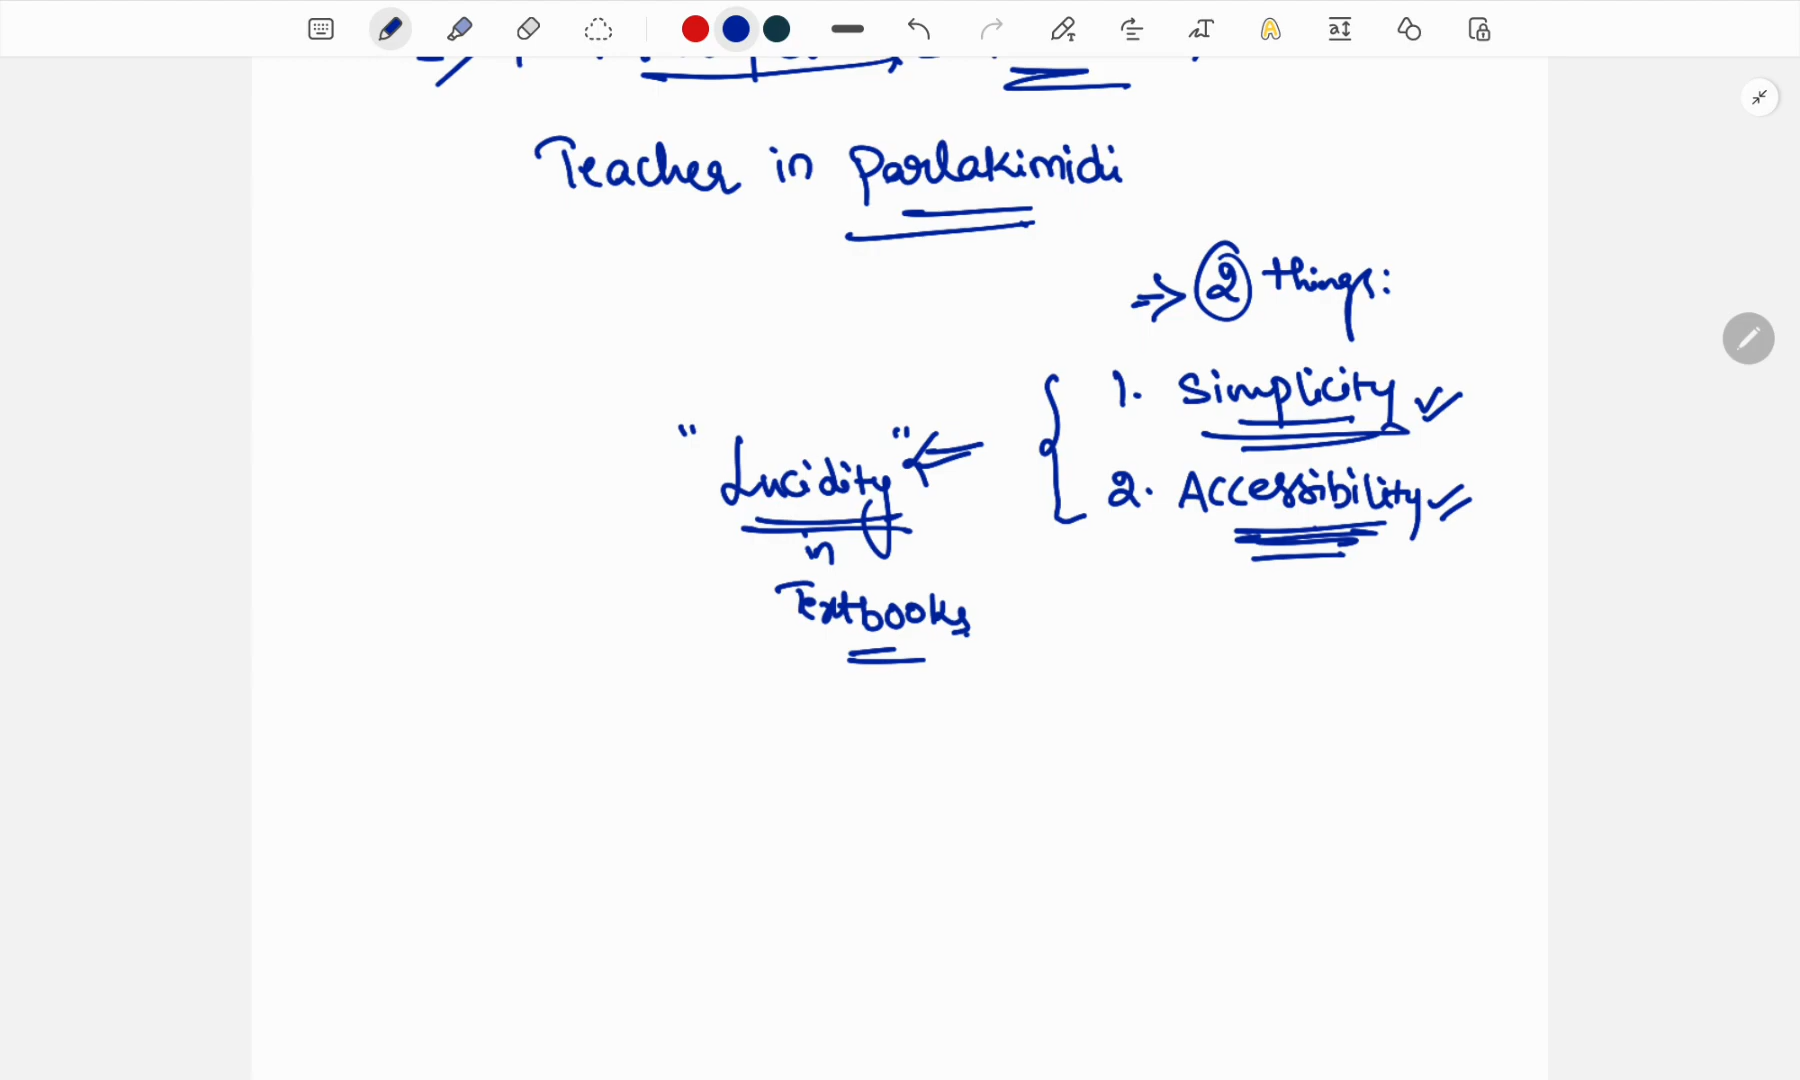 Teacher in Parlakimidi
⇒ 2 things:
1. Simplicity
2. Accessibility
"Lucidity"
in
Textbooks